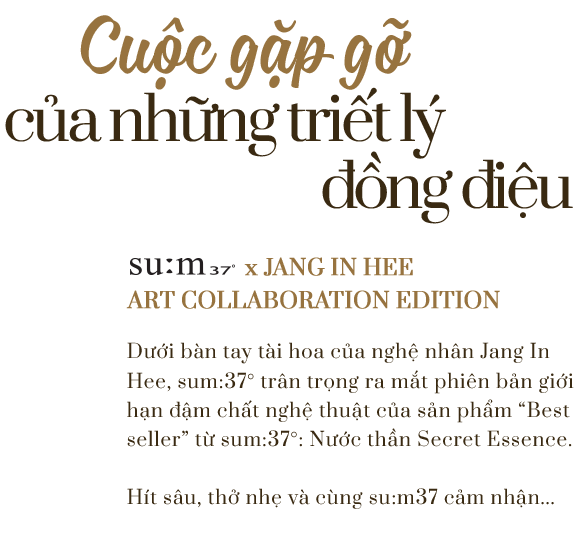 Cuộc gặp gỡ
của những triết lý
đồng điệu
su:m37° x JANG IN HEE
ART COLLABORATION EDITION
Dưới bàn tay tài hoa của nghệ nhân Jang In
Hee, sum:37° trân trọng ra mắt phiên bản giới
hạn đậm chất nghệ thuật của sản phẩm “Best
seller” từ sum:37°: Nước thần Secret Essence.
Hít sâu, thở nhẹ và cùng su:m37 cảm nhận...